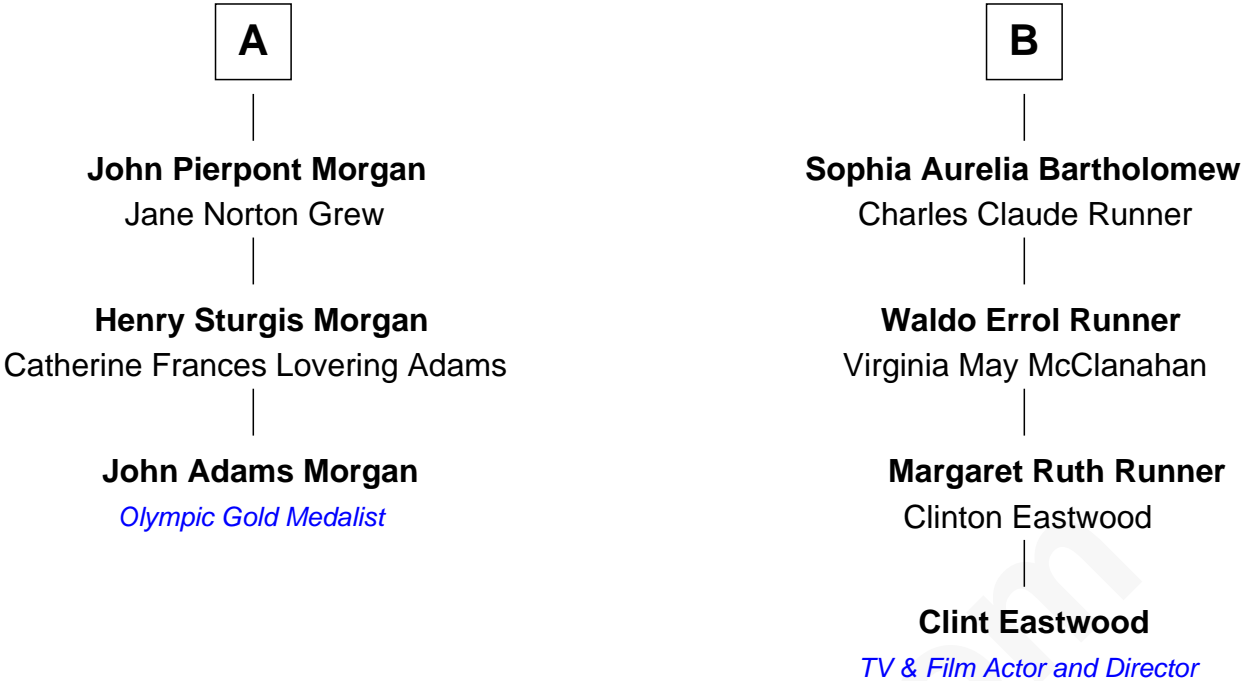 A
John Pierpont Morgan
Jane Norton Grew
Henry Sturgis Morgan
Catherine Frances Lovering Adams
John Adams Morgan
Olympic Gold Medalist
B
Sophia Aurelia Bartholomew
Charles Claude Runner
Waldo Errol Runner
Virginia May McClanahan
Margaret Ruth Runner
Clinton Eastwood
Clint Eastwood
TV & Film Actor and Director